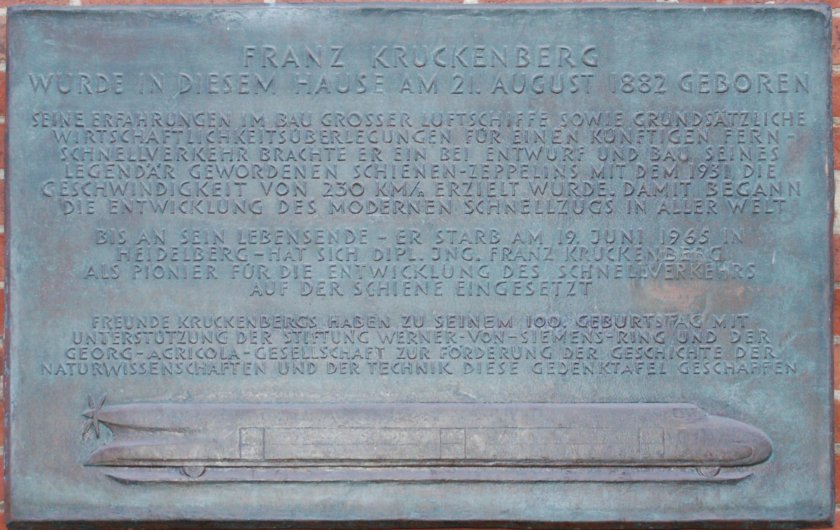 FRANZ KRUCKENBERG
WURDE IN DIESEM HAUSE AM 21. AUGUST 1882 GEBOREN
SEINE ERFAHRUNGEN IM BAU GROSSER LUFTSCHIFFE SOWIE GRUNDSÄTZLICHE
WIRTSCHAFTLICHKEITSÜBERLEGUNGEN FÜR EINEN KÜNFTIGEN FERN-
SCHNELLVERKEHR BRACHTE ER EIN BEI ENTWURF UND BAU SEINES
LEGENDÄR GEWORDENEN SCHIENEN-ZEPPELINS MIT DEM 1931 DIE
GESCHWINDIGKEIT VON 230 KM/h ERZIELT WURDE. DAMIT BEGANN
DIE ENTWICKLUNG DES MODERNEN SCHNELLZUGS IN ALLER WELT
BIS AN SEIN LEBENSENDE - ER STARB AM 19. JUNI 1965 IN
HEIDELBERG - HAT SICH DIPL. JNG. FRANZ KRUCKENBERG
ALS PIONIER FÜR DIE ENTWICKLUNG DES SCHNELLVERKEHRS
AUF DER SCHIENE EINGESETZT
FREUNDE KRUCKENBERGS HABEN ZU SEINEM 100. GEBURTSTAG MIT
UNTERSTÜTZUNG DER STIFTUNG WERNER-VON-SIEMENS-RING UND DER
GEORG-AGRICOLA-GESELLSCHAFT ZUR FÖRDERUNG DER GESCHICHTE DER
NATURWISSENSCHAFTEN UND DER TECHNIK DIESE GEDENKTAFEL GESCHAFFEN